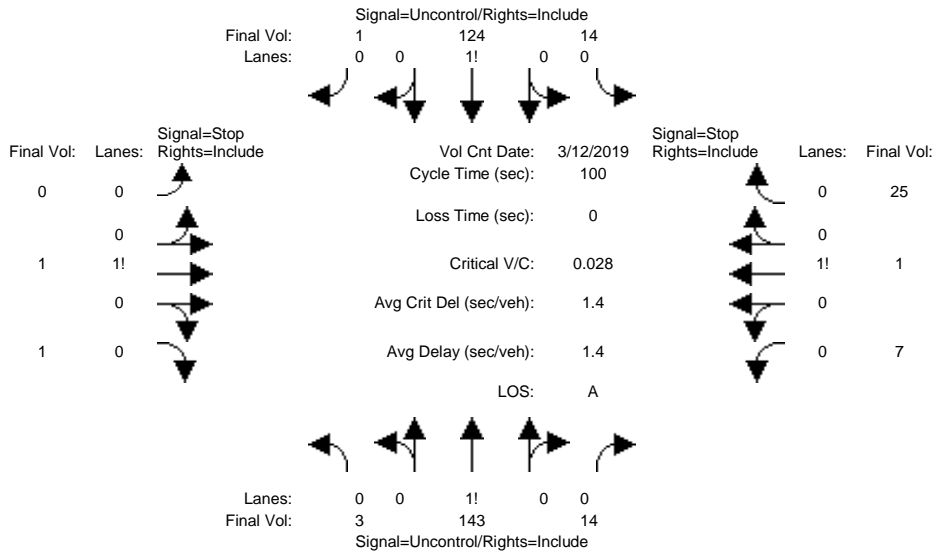 Signal=Uncontrol/Rights=Include
Final Vol: 1 124 14
Lanes: 0 0 1! 0 0
Signal=Stop Signal=Stop
Final Vol: Lanes: Rights=Include Vol Cnt Date: 3/12/2019 Rights=Include Lanes: Final Vol:
Cycle Time (sec): 100
0 0 0 25
Loss Time (sec): 0
0 0
1 1! Critical V/C: 0.028 1! 1
0 Avg Crit Del (sec/veh): 1.4 0
1 0 Avg Delay (sec/veh): 1.4 0 7
LOS: A
Lanes: 0 0 1! 0 0
Final Vol: 3 143 14
Signal=Uncontrol/Rights=Include